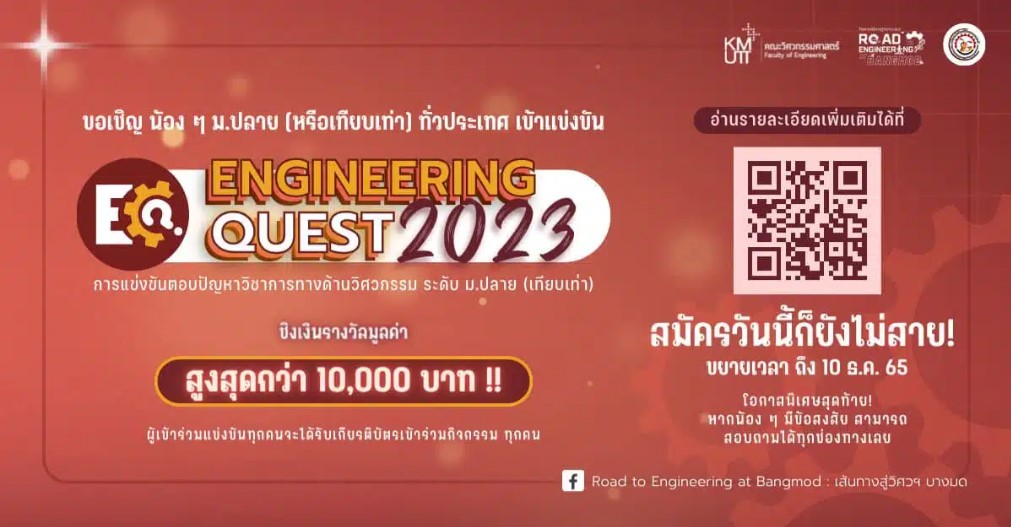 KMUTT
คณะวิศวกรรมศาสตร์
Faculty of Engineering
ROAD
ENGINEERING
BANGMOD
ขอเชิญ น้อง ๆ ม.ปลาย (หรือเทียบเท่า) ทั่วประเทศ เข้าแข่งขัน
EQ.
ENGINEERING
QUEST 2023
การแข่งขันตอบปัญหาวิชาการทางด้านวิศวกรรม ระดับ ม.ปลาย (เทียบเท่า)
ชิงเงินรางวัลมูลค่า
สูงสุดกว่า 10,000 บาท !!
ผู้เข้าร่วมแข่งขันทุกคนจะได้รับเกียรติบัตรเข้าร่วมกิจกรรม ทุกคน
อ่านรายละเอียดเพิ่มเติมได้ที่
สมัครวันนี้ก็ยังไม่สาย!
ขยายเวลา ถึง 10 ธ.ค. 65
โอกาสพิเศษสุดท้าย!
หากน้อง ๆ มีข้อสงสัย สามารถ
สอบถามได้ทุกช่องทางเลย
Road to Engineering at Bangmod : เส้นทางสู่วิศวฯ บางมด